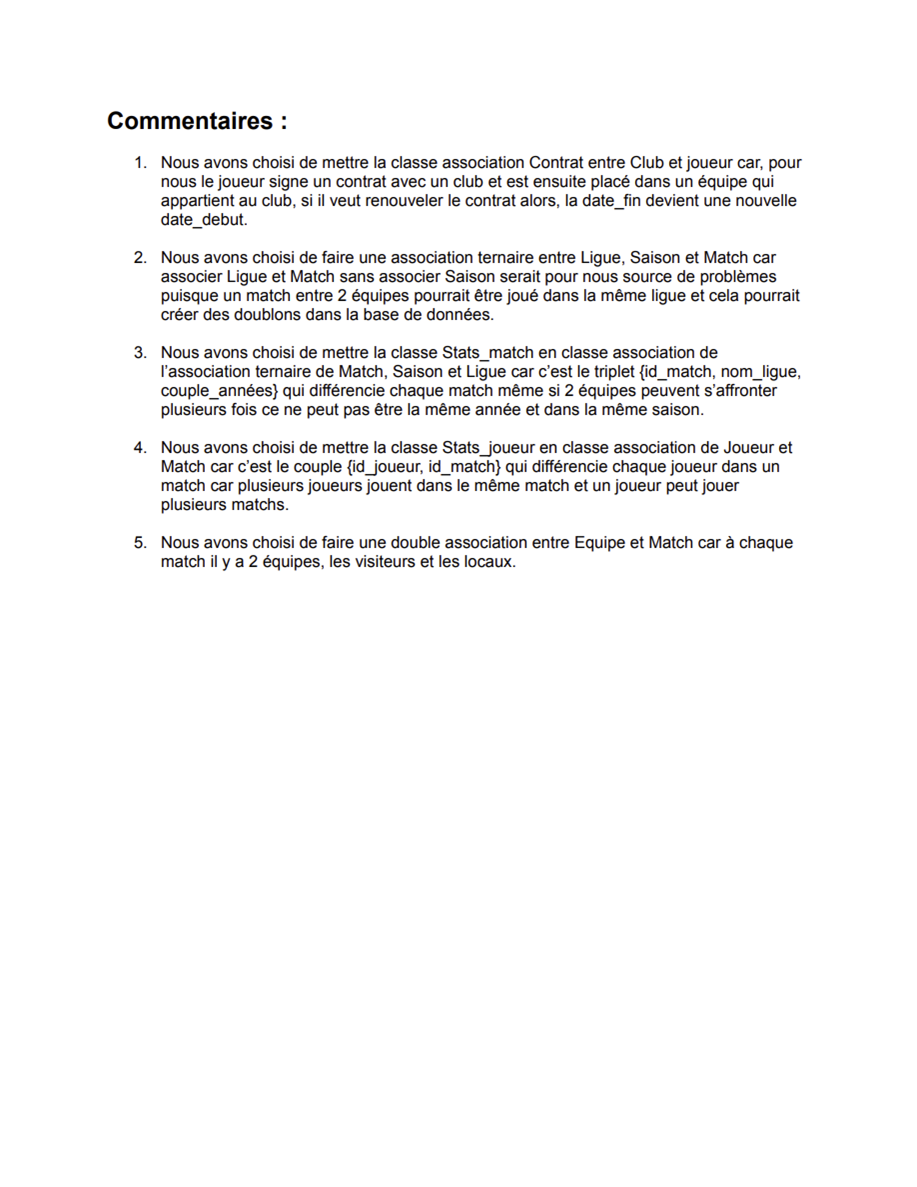 Commentaires :
1. Nous avons choisi de mettre la classe association Contrat entre Club et joueur car, pour
nous le joueur signe un contrat avec un club et est ensuite placé dans un équipe qui
appartient au club, si il veut renouveler le contrat alors, la date_fin devient une nouvelle
date_debut.
2. Nous avons choisi de faire une association ternaire entre Ligue, Saison et Match car
associer Ligue et Match sans associer Saison serait pour nous source de problèmes
puisque un match entre 2 équipes pourrait être joué dans la même ligue et cela pourrait
créer des doublons dans la base de données.
3. Nous avons choisi de mettre la classe Stats_match en classe association de
l'association ternaire de Match, Saison et Ligue car c'est le triplet {id_match, nom_ligue,
couple_années} qui différencie chaque match même si 2 équipes peuvent s'affronter
plusieurs fois ce ne peut pas être la même année et dans la même saison.
4. Nous avons choisi de mettre la classe Stats_joueur en classe association de Joueur et
Match car c'est le couple {id_joueur, id_match} qui différencie chaque joueur dans un
match car plusieurs joueurs jouent dans le même match et un joueur peut jouer
plusieurs matchs.
5. Nous avons choisi de faire une double association entre Equipe et Match car à chaque
match il y a 2 équipes, les visiteurs et les locaux.